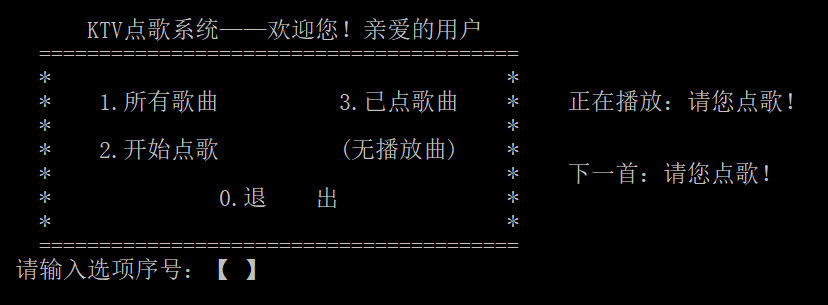 KTV点歌系统——欢迎您！亲爱的用户
========================================
*                                      *
*    1.所有歌曲          3.已点歌曲    *    正在播放：请您点歌！
*                                      *
*    2.开始点歌          (无播放曲)    *
*                                      *    下一首：请您点歌！
*              0.退    出              *
*                                      *
========================================
请输入选项序号：【 】